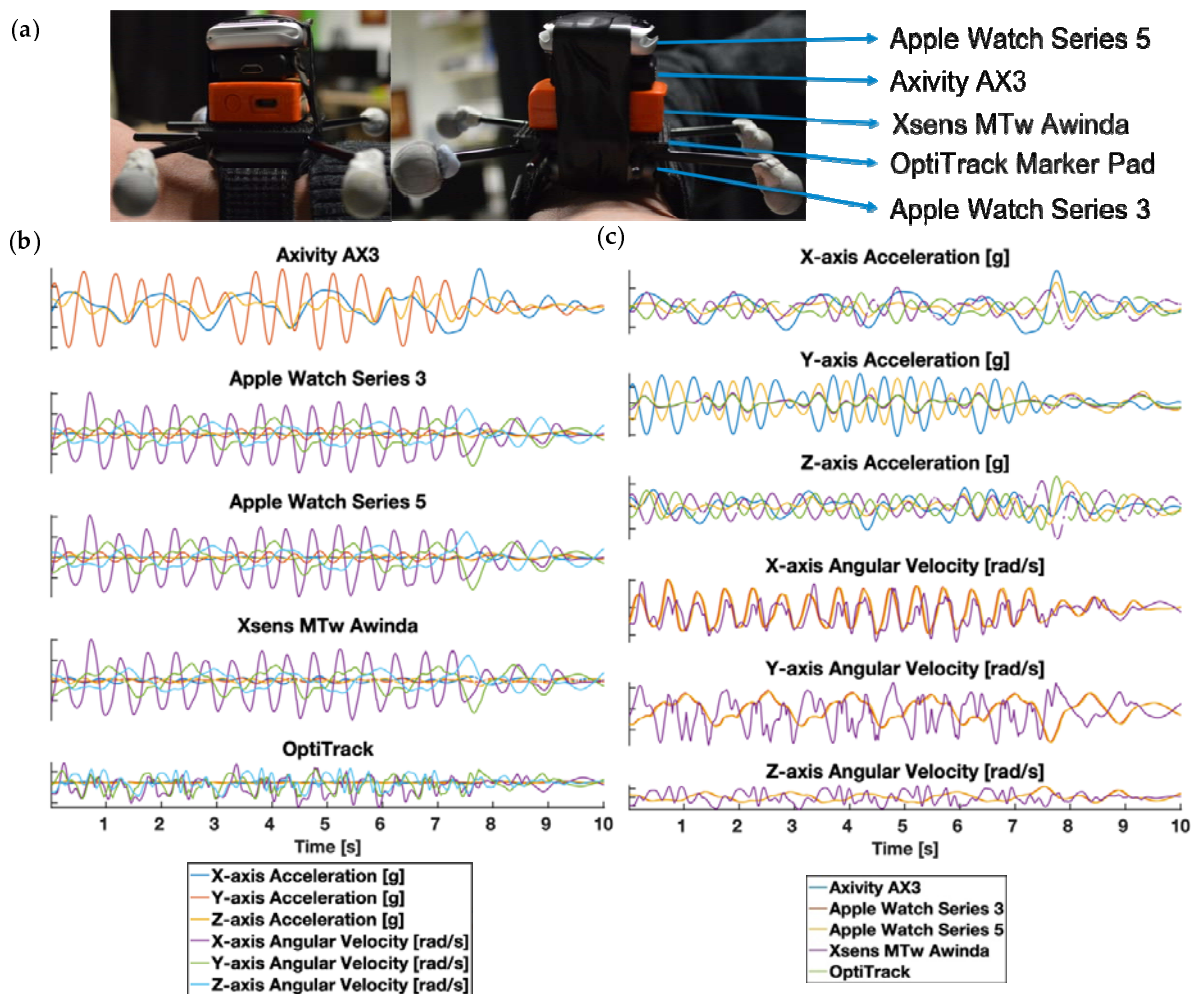 (a)
Apple Watch Series 5
Axivity AX3
Xsens MTw Awinda
OptiTrack Marker Pad
Apple Watch Series 3
(b)
Axivity AX3
Apple Watch Series 3
Apple Watch Series 5
Xsens MTw Awinda
OptiTrack
1 2 3 4 5 6 7 8 9 10
Time [s]
X-axis Acceleration [g]
Y-axis Acceleration [g]
Z-axis Acceleration [g]
X-axis Angular Velocity [rad/s]
Y-axis Angular Velocity [rad/s]
Z-axis Angular Velocity [rad/s]
(c)
X-axis Acceleration [g]
Y-axis Acceleration [g]
Z-axis Acceleration [g]
X-axis Angular Velocity [rad/s]
Y-axis Angular Velocity [rad/s]
Z-axis Angular Velocity [rad/s]
1 2 3 4 5 6 7 8 9 10
Time [s]
Axivity AX3
Apple Watch Series 3
Apple Watch Series 5
Xsens MTw Awinda
OptiTrack